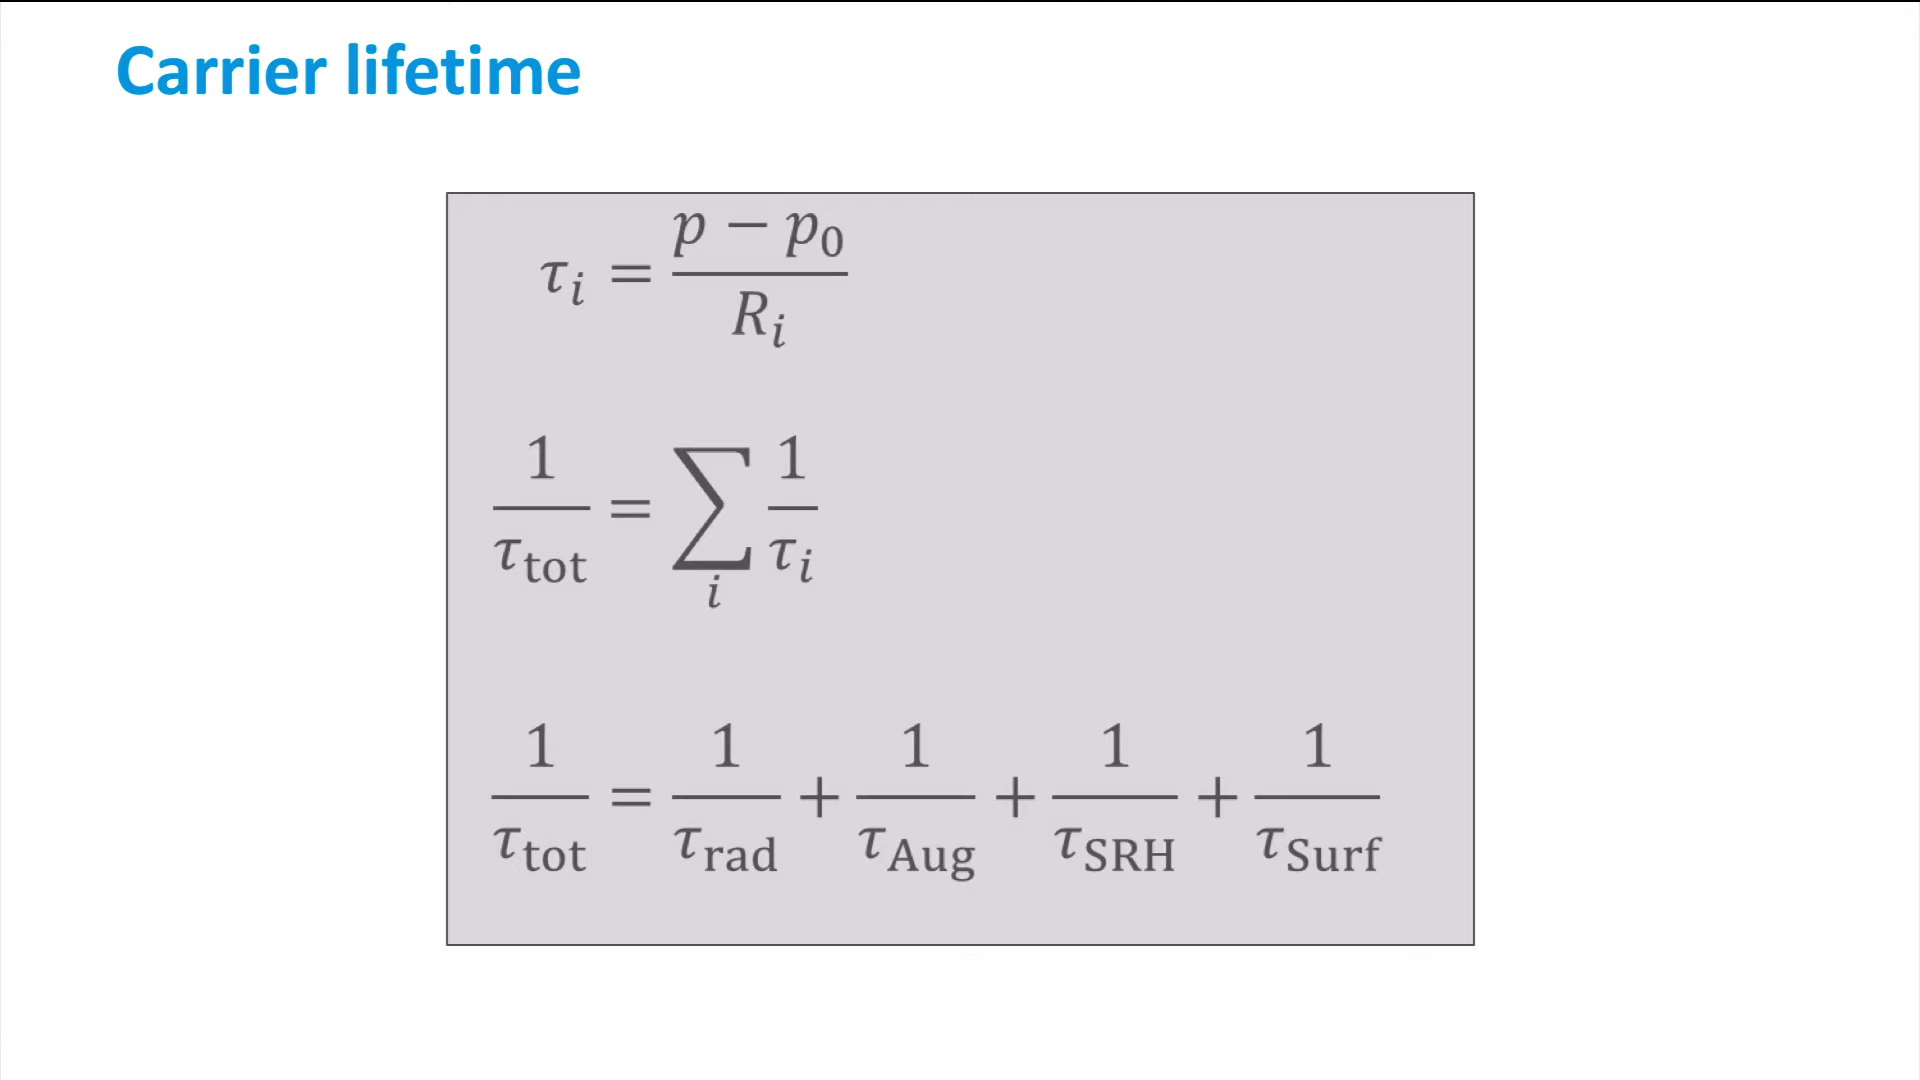 Carrier lifetime
τ_i = (p − p_0) / R_i
1/τ_tot = ∑_i 1/τ_i
1/τ_tot = 1/τ_rad + 1/τ_Aug + 1/τ_SRH + 1/τ_Surf